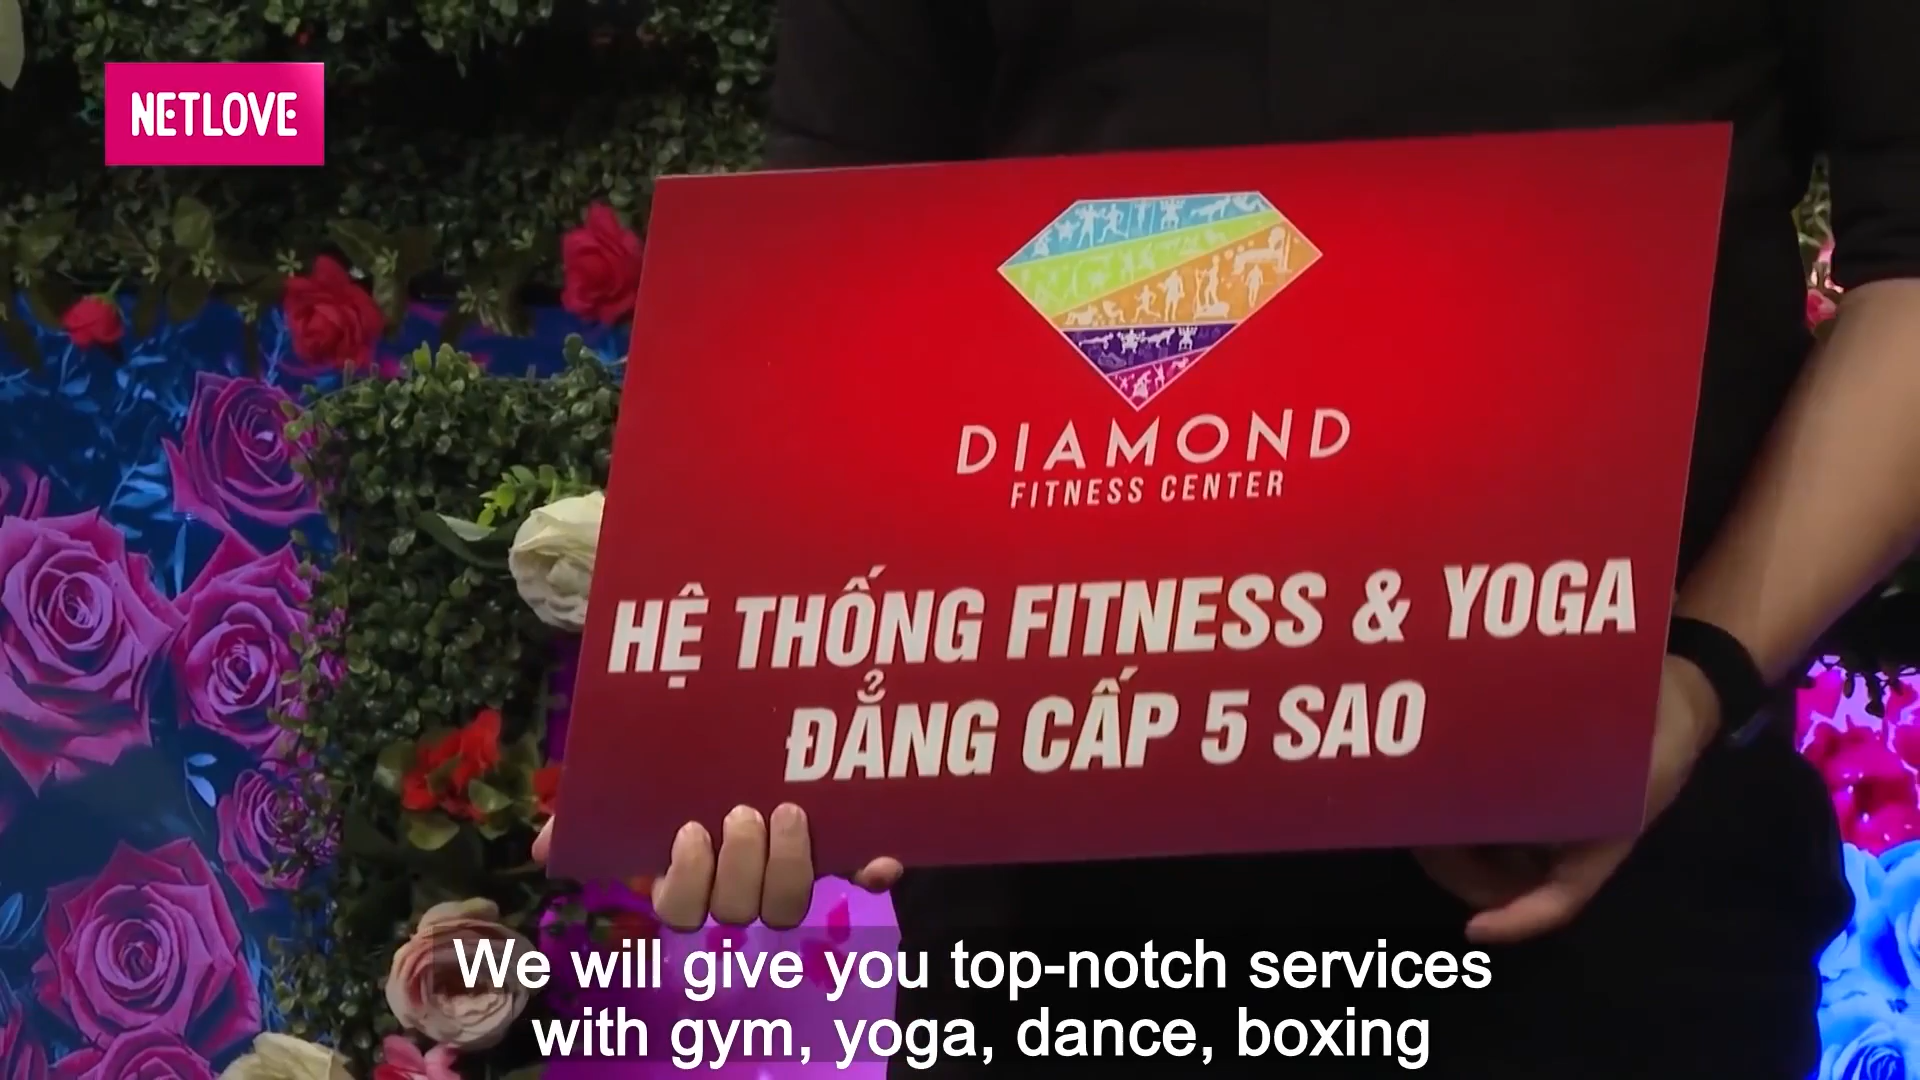 NETLOVE
DIAMOND
FITNESS CENTER
HỆ THỐNG FITNESS & YOGA
ĐẲNG CẤP 5 SAO
We will give you top-notch services
with gym, yoga, dance, boxing